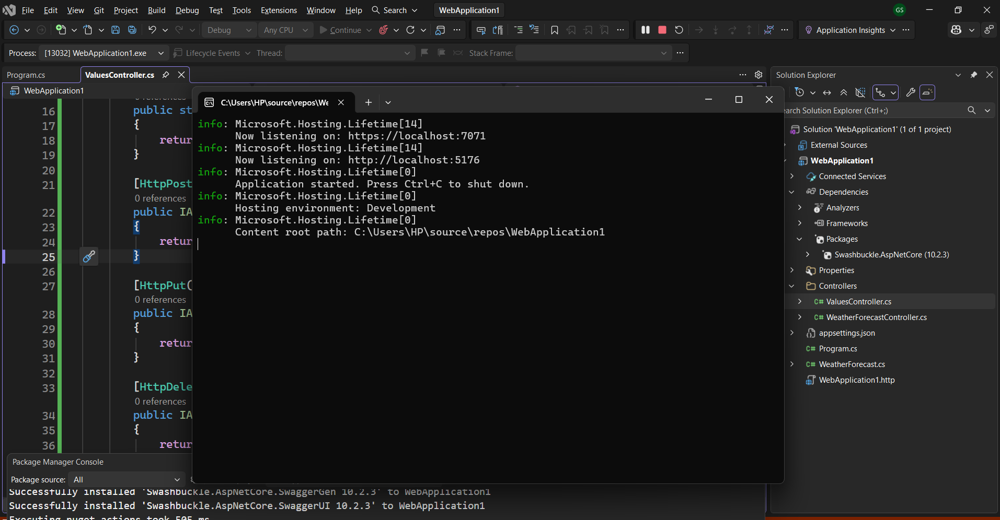 File Edit View Git Project Build Debug Test Tools Extensions Window Help Search WebApplication1 GS
Debug Any CPU Continue Application Insights
Process: [13032] WebApplication1.exe Lifecycle Events Thread: Stack Frame:
Program.cs ValuesController.cs
WebApplication1
16 public st
17 {
18 retur
19 }
20
21 [HttpPost
0 references
22 public IA
23 {
24 retur
25 }
26
27 [HttpPut(
0 references
28 public IA
29 {
30 retur
31 }
32
33 [HttpDele
0 references
34 public IA
35 {
36 retur
C:\Users\HP\source\repos\We
info: Microsoft.Hosting.Lifetime[14]
Now listening on: https://localhost:7071
info: Microsoft.Hosting.Lifetime[14]
Now listening on: http://localhost:5176
info: Microsoft.Hosting.Lifetime[0]
Application started. Press Ctrl+C to shut down.
info: Microsoft.Hosting.Lifetime[0]
Hosting environment: Development
info: Microsoft.Hosting.Lifetime[0]
Content root path: C:\Users\HP\source\repos\WebApplication1
Package Manager Console
Package source: All
Successfully installed 'Swashbuckle.AspNetCore.SwaggerGen 10.2.3' to WebApplication1
Successfully installed 'Swashbuckle.AspNetCore.SwaggerUI 10.2.3' to WebApplication1
Executing nuget actions took 505 ms
Solution Explorer
earch Solution Explorer (Ctrl+;)
Solution 'WebApplication1' (1 of 1 project)
External Sources
WebApplication1
Connected Services
Dependencies
Analyzers
Frameworks
Packages
Swashbuckle.AspNetCore (10.2.3)
Properties
Controllers
C# ValuesController.cs
C# WeatherForecastController.cs
appsettings.json
C# Program.cs
C# WeatherForecast.cs
WebApplication1.http